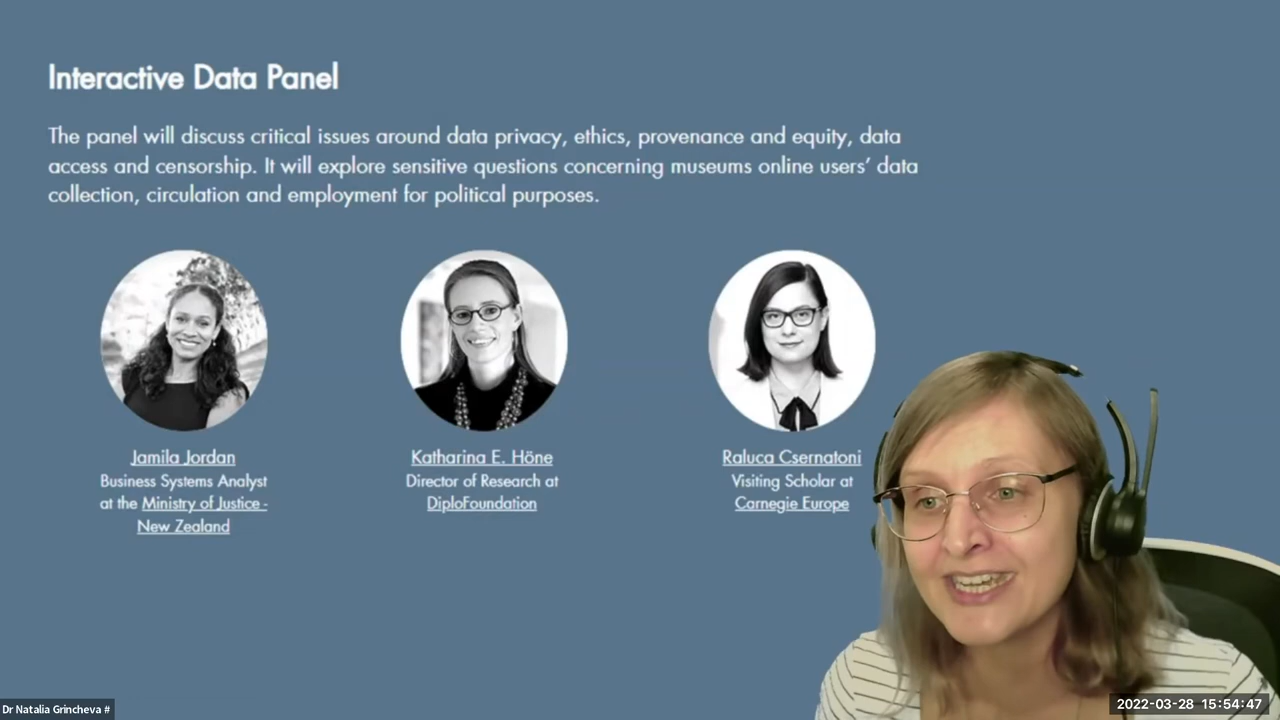 Interactive Data Panel
The panel will discuss critical issues around data privacy, ethics, provenance and equity, data
access and censorship. It will explore sensitive questions concerning museums online users’ data
collection, circulation and employment for political purposes.
Jamila Jordan
Business Systems Analyst
at the Ministry of Justice -
New Zealand
Katharina E. Höne
Director of Research at
DiploFoundation
Raluca Csernatoni
Visiting Scholar at
Carnegie Europe
Dr Natalia Grincheva #
2022-03-28 15:54:47